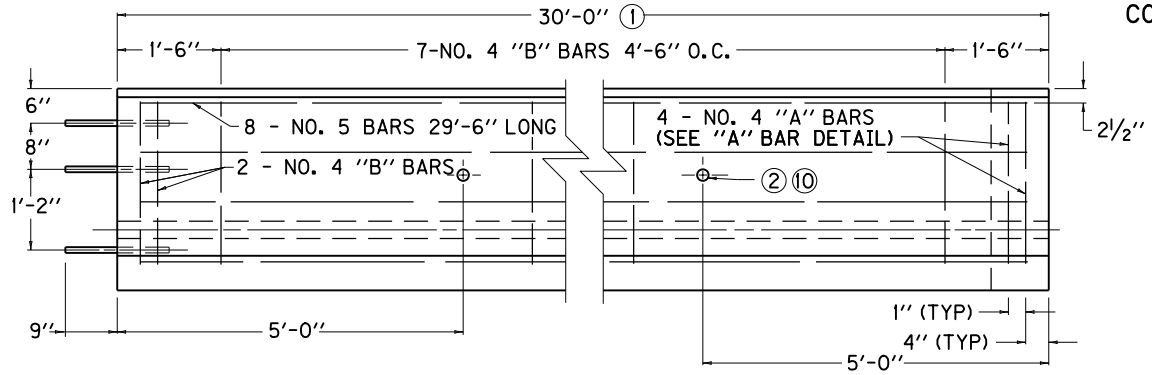 30'-0" ①
CO
1'-6"
7-NO. 4 "B" BARS 4'-6" O.C.
1'-6"
6"
8 - NO. 5 BARS 29'-6" LONG
4 - NO. 4 "A" BARS
(SEE "A" BAR DETAIL)
2½"
8"
2 - NO. 4 "B" BARS
② ⑩
1'-2"
1" (TYP)
9"
5'-0"
4" (TYP)
5'-0"